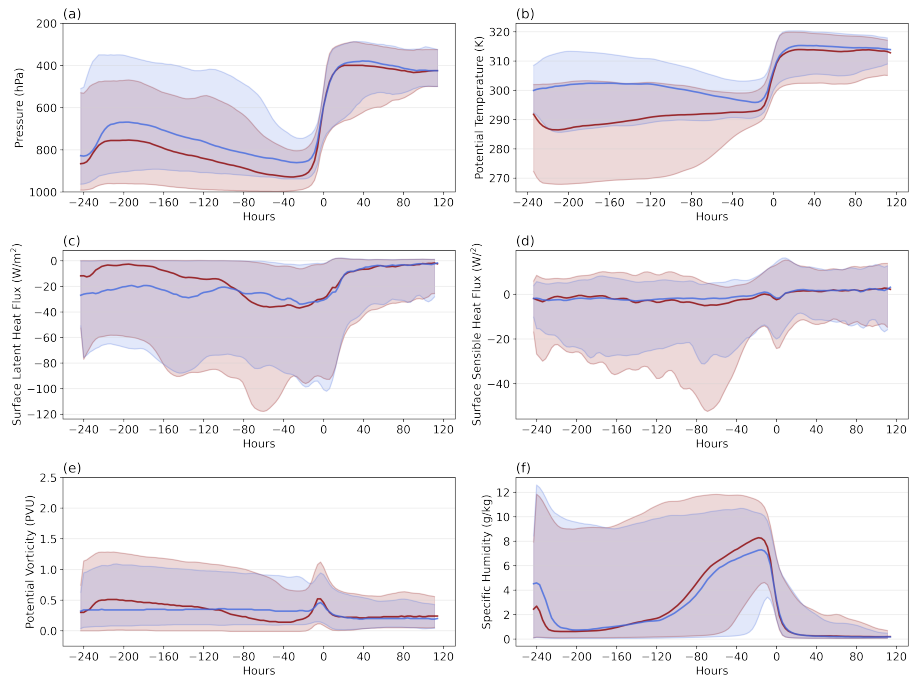 (a)
Pressure (hPa)
200
400
600
800
1000
−240 −200 −160 −120 −80 −40 0 40 80 120
Hours
(b)
Potential Temperature (K)
320
310
300
290
280
270
−240 −200 −160 −120 −80 −40 0 40 80 120
Hours
(c)
Surface Latent Heat Flux (W/m²)
0
−20
−40
−60
−80
−100
−120
−240 −200 −160 −120 −80 −40 0 40 80 120
Hours
(d)
Surface Sensible Heat Flux (W/²)
0
−20
−40
−240 −200 −160 −120 −80 −40 0 40 80 120
Hours
(e)
Potential Vorticity (PVU)
2.5
2.0
1.5
1.0
0.5
0.0
−240 −200 −160 −120 −80 −40 0 40 80 120
Hours
(f)
Specific Humidity (g/kg)
12
10
8
6
4
2
0
−240 −200 −160 −120 −80 −40 0 40 80 120
Hours